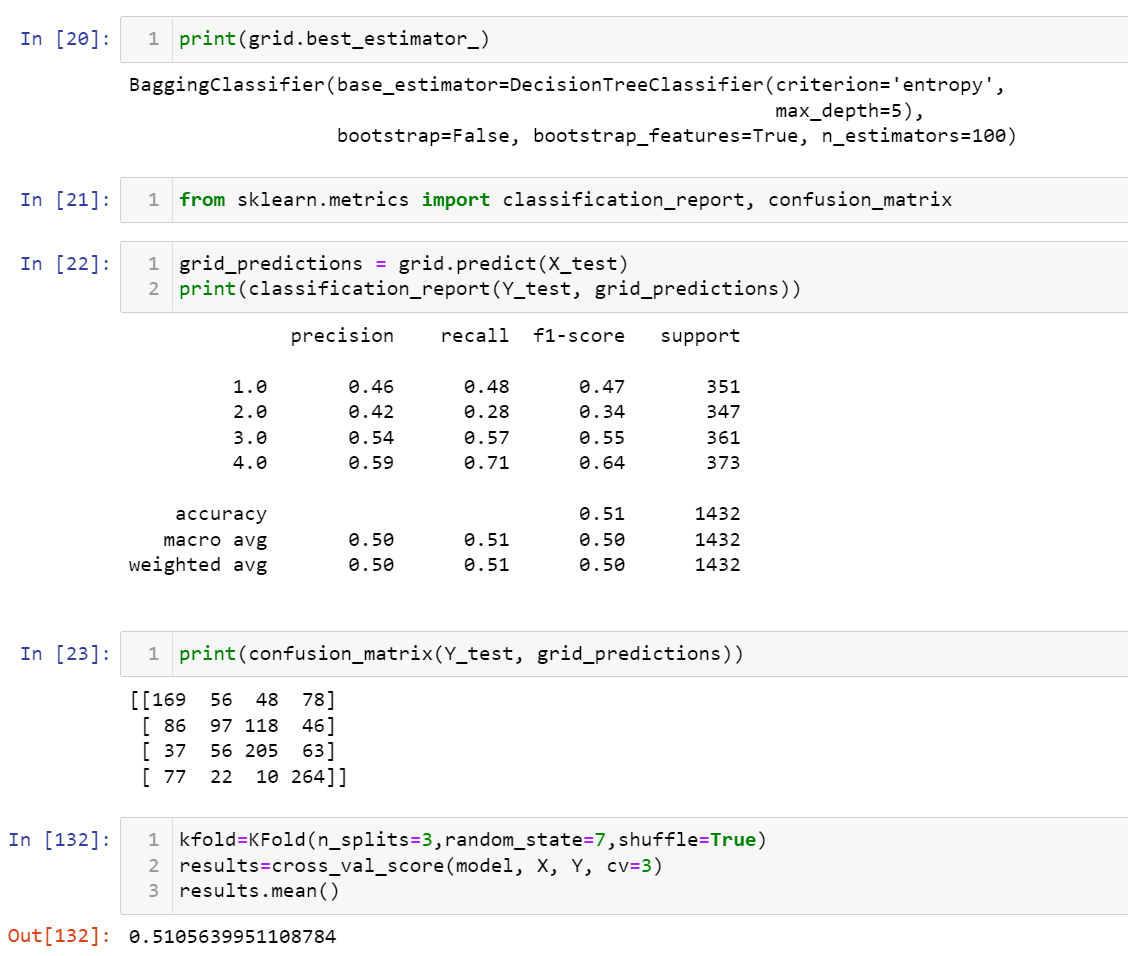 In [20]: 1 print(grid.best_estimator_)
BaggingClassifier(base_estimator=DecisionTreeClassifier(criterion='entropy',
max_depth=5),
bootstrap=False, bootstrap_features=True, n_estimators=100)
In [21]: 1 from sklearn.metrics import classification_report, confusion_matrix
In [22]: 1 grid_predictions = grid.predict(X_test)
2 print(classification_report(Y_test, grid_predictions))
precision recall f1-score support
1.0 0.46 0.48 0.47 351
2.0 0.42 0.28 0.34 347
3.0 0.54 0.57 0.55 361
4.0 0.59 0.71 0.64 373
accuracy 0.51 1432
macro avg 0.50 0.51 0.50 1432
weighted avg 0.50 0.51 0.50 1432
In [23]: 1 print(confusion_matrix(Y_test, grid_predictions))
[[169 56 48 78]
[ 86 97 118 46]
[ 37 56 205 63]
[ 77 22 10 264]]
In [132]: 1 kfold=KFold(n_splits=3,random_state=7,shuffle=True)
2 results=cross_val_score(model, X, Y, cv=3)
3 results.mean()
Out[132]: 0.5105639951108784